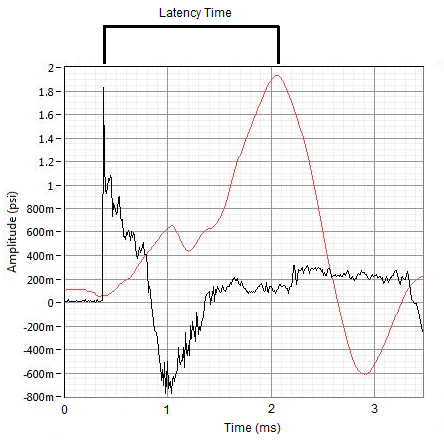 Latency Time
2
1.8
1.6
1.4
1.2
1
800m
600m
400m
200m
0
-200m
-400m
-600m
-800m
Amplitude (psi)
0
1
2
3
Time (ms)